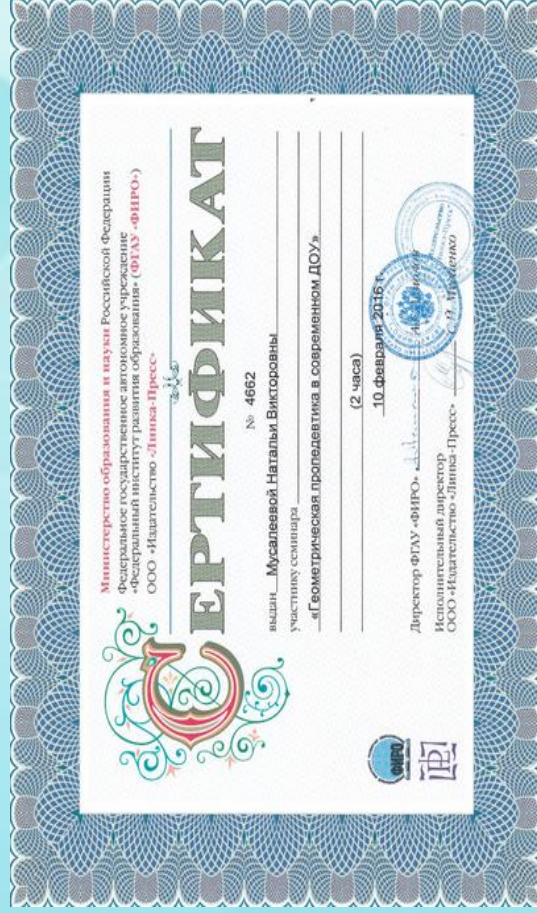 Министерство образования и науки Российской Федерации
Федеральное государственное автономное учреждение
«Федеральный институт развития образования» (ФГАУ «ФИРО»)
ООО «Издательство «Линка-Пресс»
СЕРТИФИКАТ
№ 4662
выдан Мусалеевой Натальи Викторовны
участнику семинара
«Геометрическая пропедевтика в современном ДОУ»
(2 часа)
10 февраля 2016 г.
Директор ФГАУ «ФИРО»
Исполнительный директор
ООО «Издательство «Линка-Пресс»
ФИРО